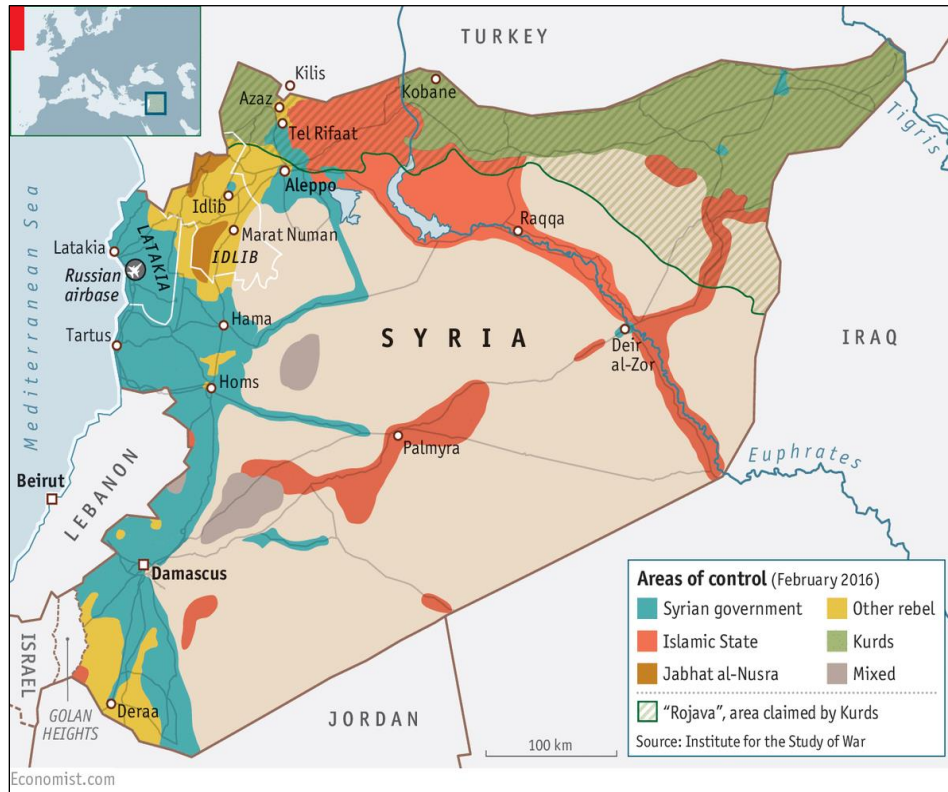 TURKEY
Kilis
Azaz
Kobane
Tel Rifaat
Tigris
Aleppo
Idlib
Raqqa
Marat Numan
IDLIB
LATAKIA
Latakia
Russian
airbase
Mediterranean Sea
Hama
Tartus
SYRIA
Deir
al-Zor
IRAQ
Homs
Palmyra
Euphrates
Beirut
LEBANON
Damascus
ISRAEL
GOLAN
HEIGHTS
Deraa
JORDAN
100 km
Areas of control (February 2016)
Syrian government
Other rebel
Islamic State
Kurds
Jabhat al-Nusra
Mixed
“Rojava”, area claimed by Kurds
Source: Institute for the Study of War
Economist.com